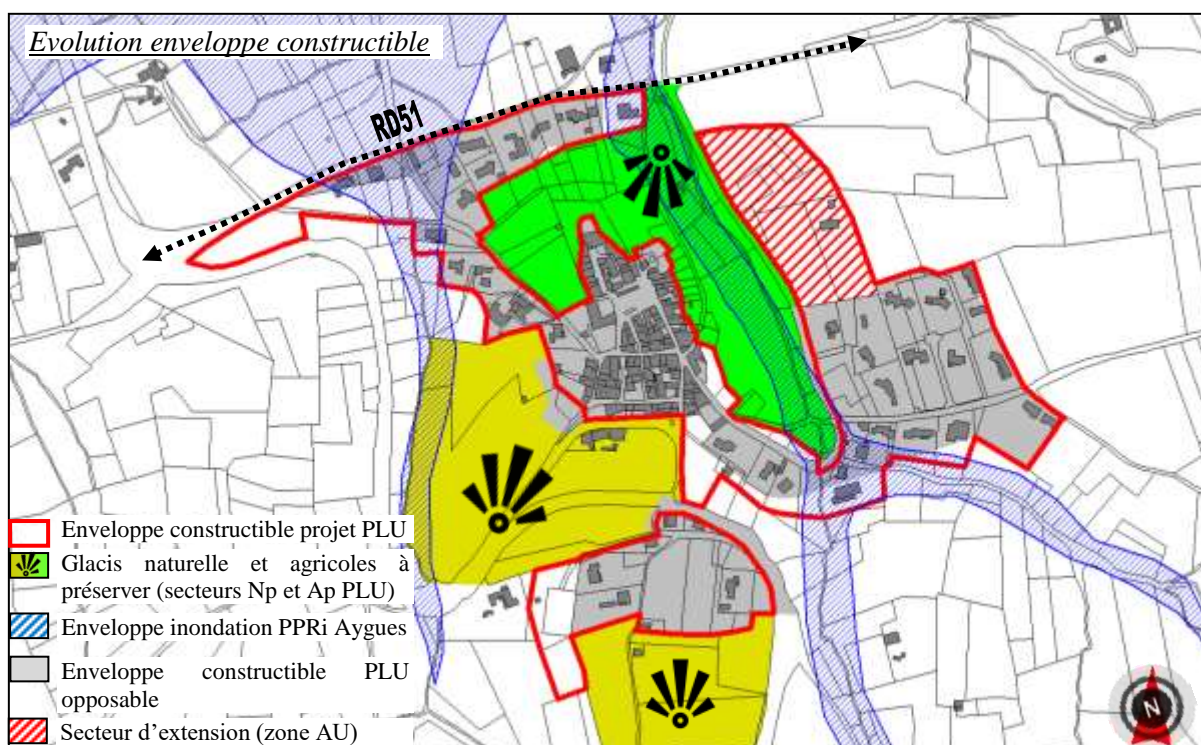 Evolution enveloppe constructible
RD51
Enveloppe constructible projet PLU
Glacis naturelle et agricoles à
préserver (secteurs Np et Ap PLU)
Enveloppe inondation PPRi Aygues
Enveloppe constructible PLU
opposable
Secteur d'extension (zone AU)
N